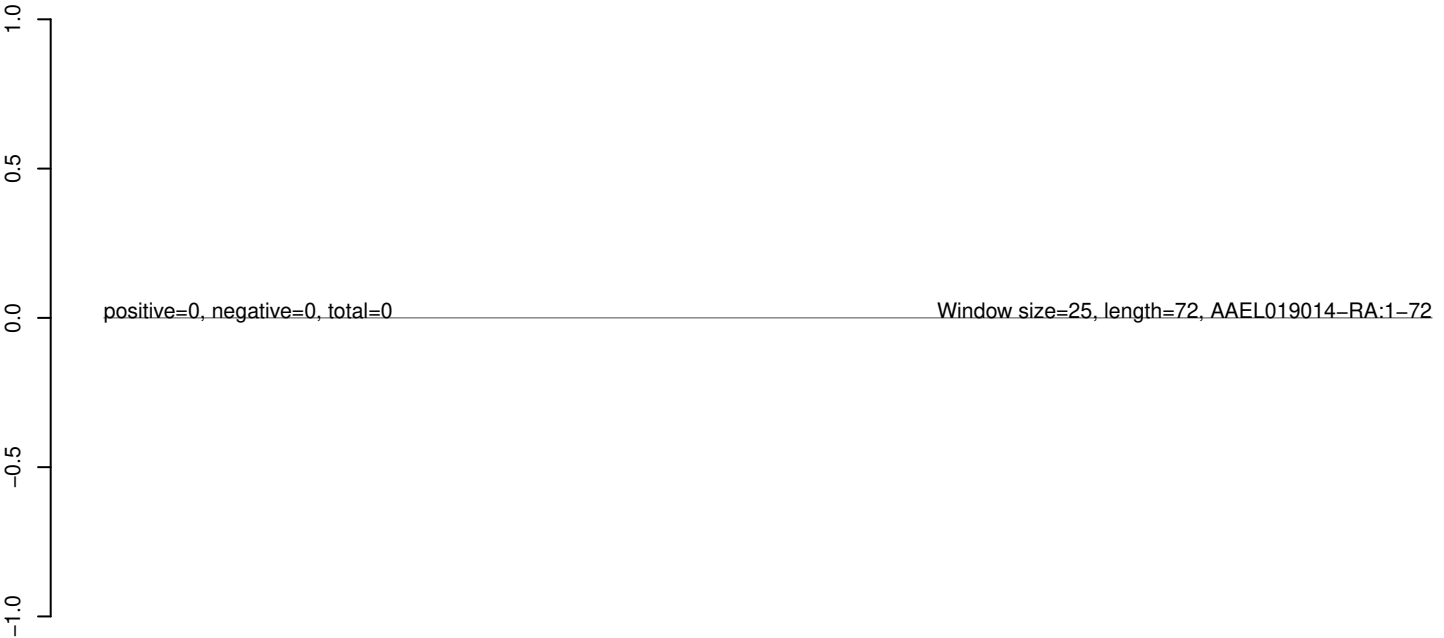 1.0
0.5
0.0
−0.5
−1.0
positive=0, negative=0, total=0
Window size=25, length=72, AAEL019014−RA:1−72